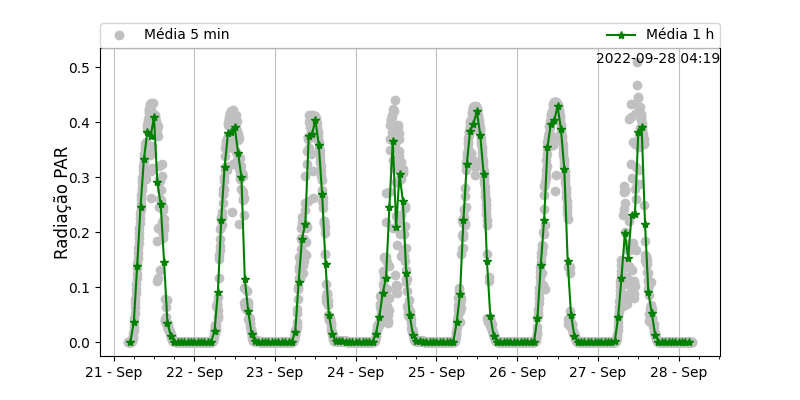 Média 5 min
Média 1 h
2022-09-28 04:19
Radiação PAR
0.5
0.4
0.3
0.2
0.1
0.0
21 - Sep
22 - Sep
23 - Sep
24 - Sep
25 - Sep
26 - Sep
27 - Sep
28 - Sep